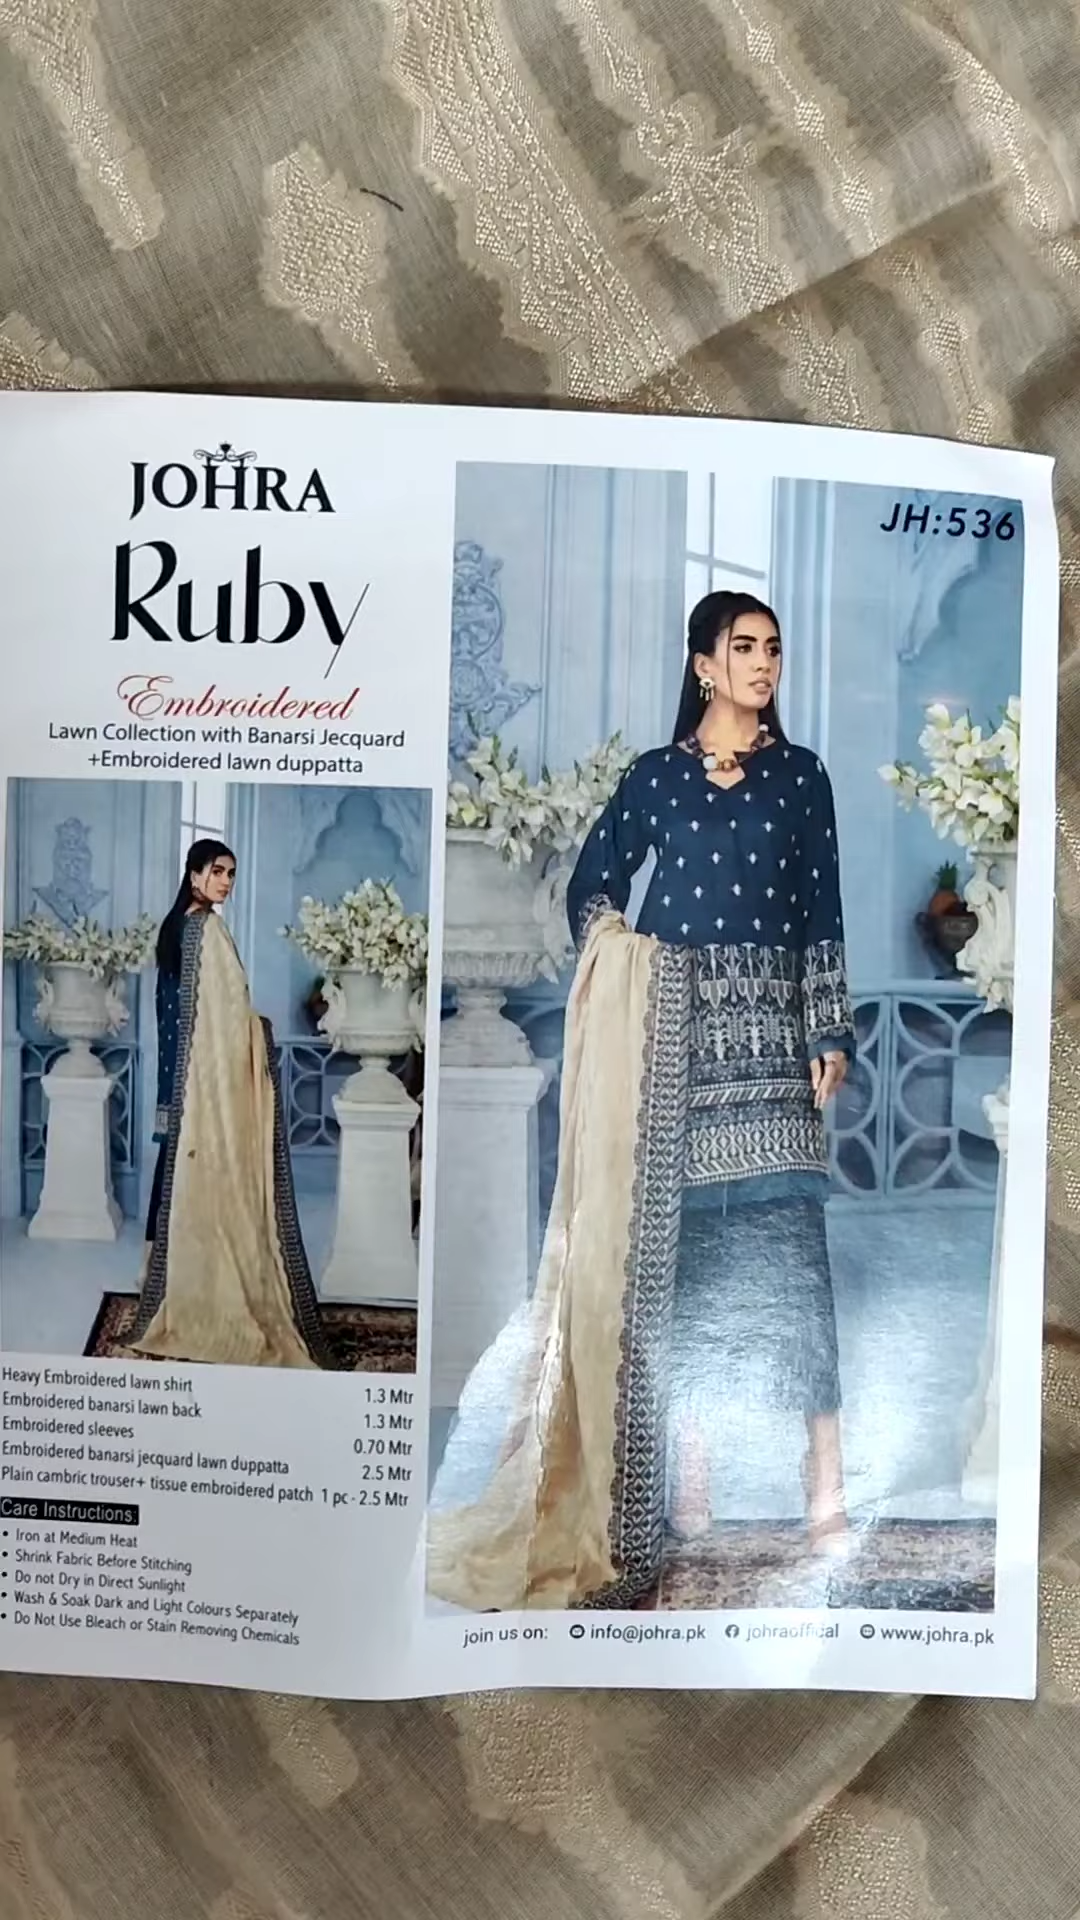 JOHRA
Ruby
Embroidered
Lawn Collection with Banarsi Jecquard
+Embroidered lawn duppatta
JH:536
Heavy Embroidered lawn shirt 1.3 Mtr
Embroidered banarsi lawn back 1.3 Mtr
Embroidered sleeves 0.70 Mtr
Embroidered banarsi jecquard lawn duppatta 2.5 Mtr
Plain cambric trouser+ tissue embroidered patch 1 pc - 2.5 Mtr
Care Instructions:
• Iron at Medium Heat
• Shrink Fabric Before Stitching
• Do not Dry in Direct Sunlight
• Wash & Soak Dark and Light Colours Separately
• Do Not Use Bleach or Stain Removing Chemicals
join us on: info@johra.pk johraoffical www.johra.pk